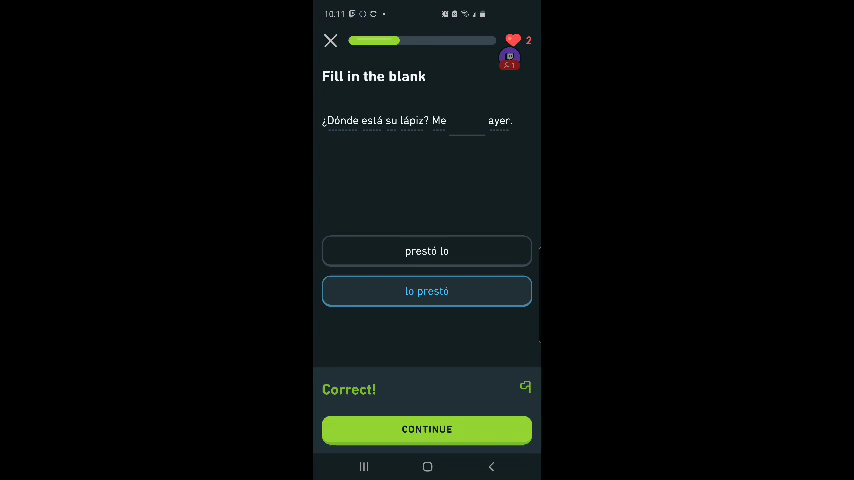 10.11
2
1
Fill in the blank
¿Dónde está su lápiz? Me ayer.
prestó lo
lo prestó
Correct!
CONTINUE